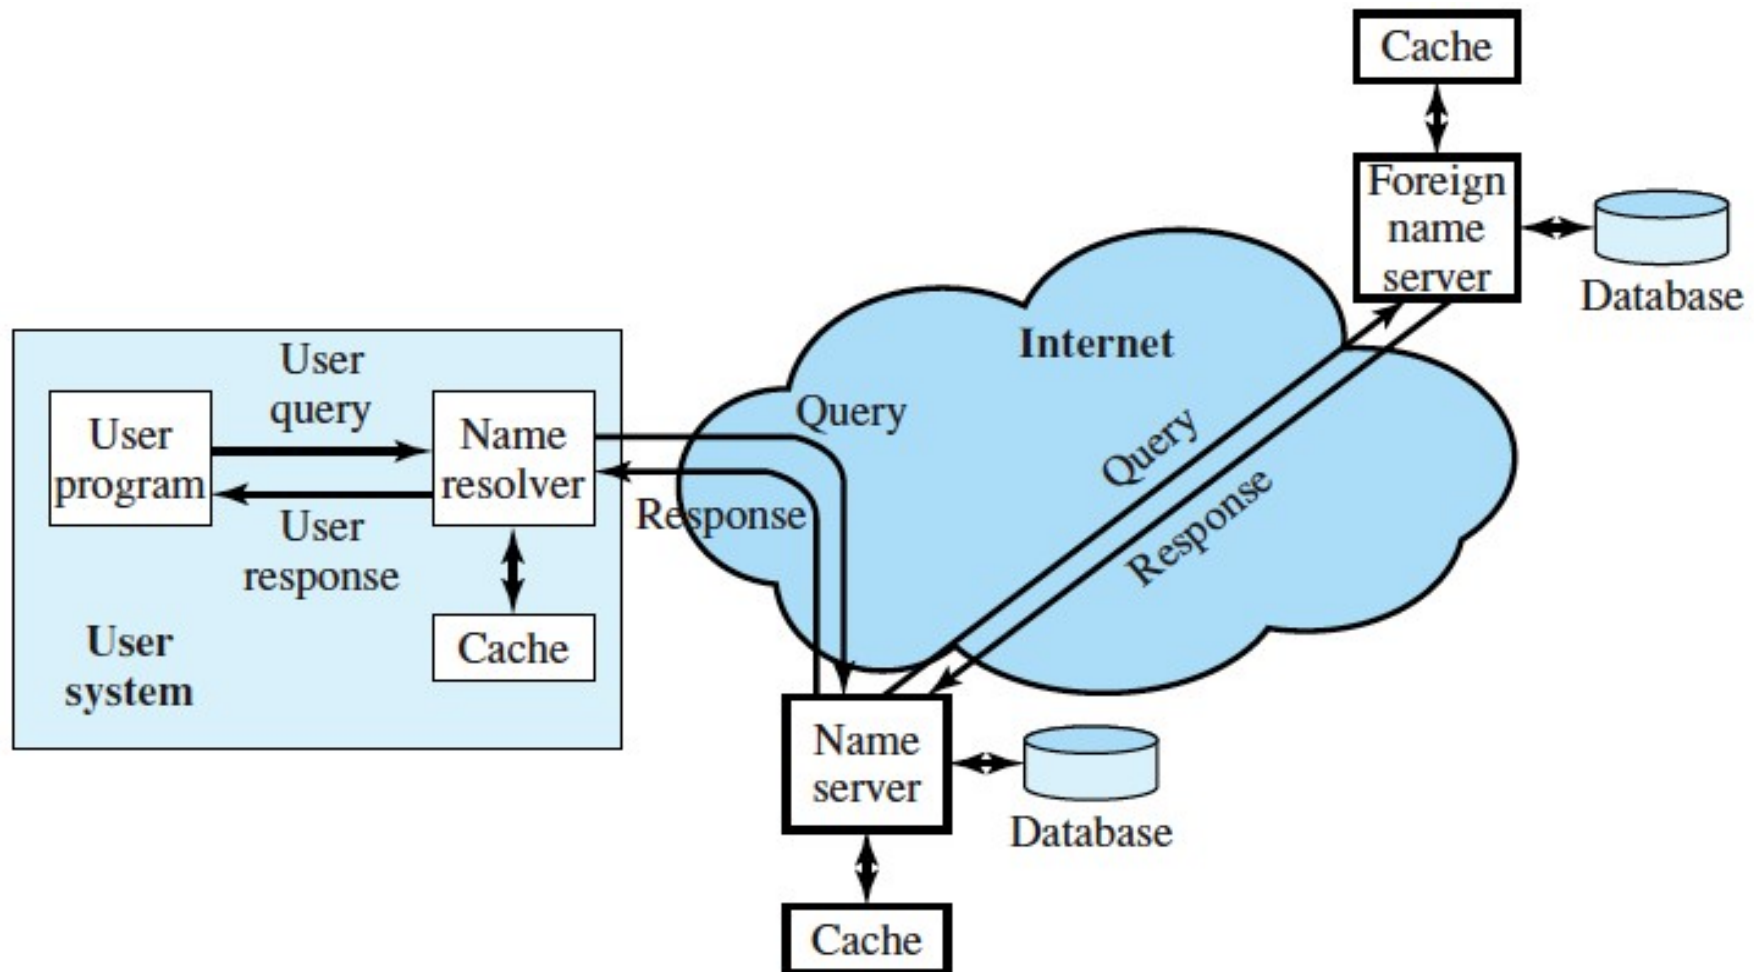 Cache
Foreign
name
server
Database
Internet
User
query
User
program
Name
resolver
User
response
Cache
User
system
Query
Response
Query
Response
Name
server
Database
Cache